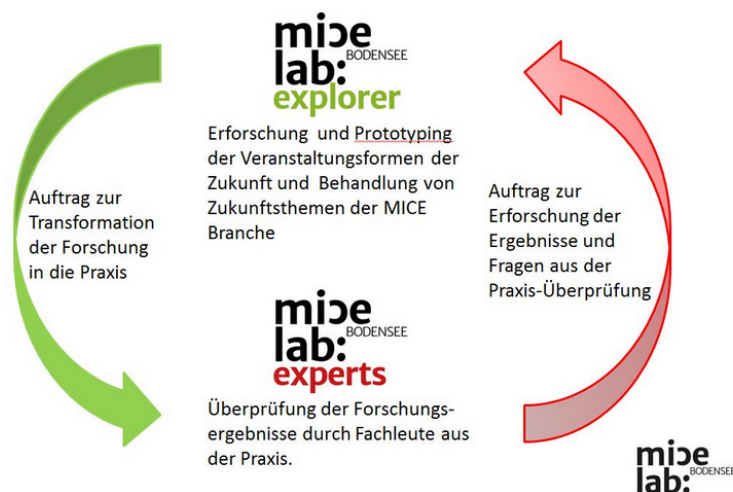 mice
BODENSEE
lab:
explorer
Erforschung und Prototyping
der Veranstaltungsformen der
Zukunft und Behandlung von
Zukunftsthemen der MICE
Branche
Auftrag zur
Transformation
der Forschung
in die Praxis
Auftrag zur
Erforschung der
Ergebnisse und
Fragen aus der
Praxis-Überprüfung
mice
BODENSEE
lab:
experts
Überprüfung der Forschungs-
ergebnisse durch Fachleute aus
der Praxis.
mice
BODENSEE
lab: